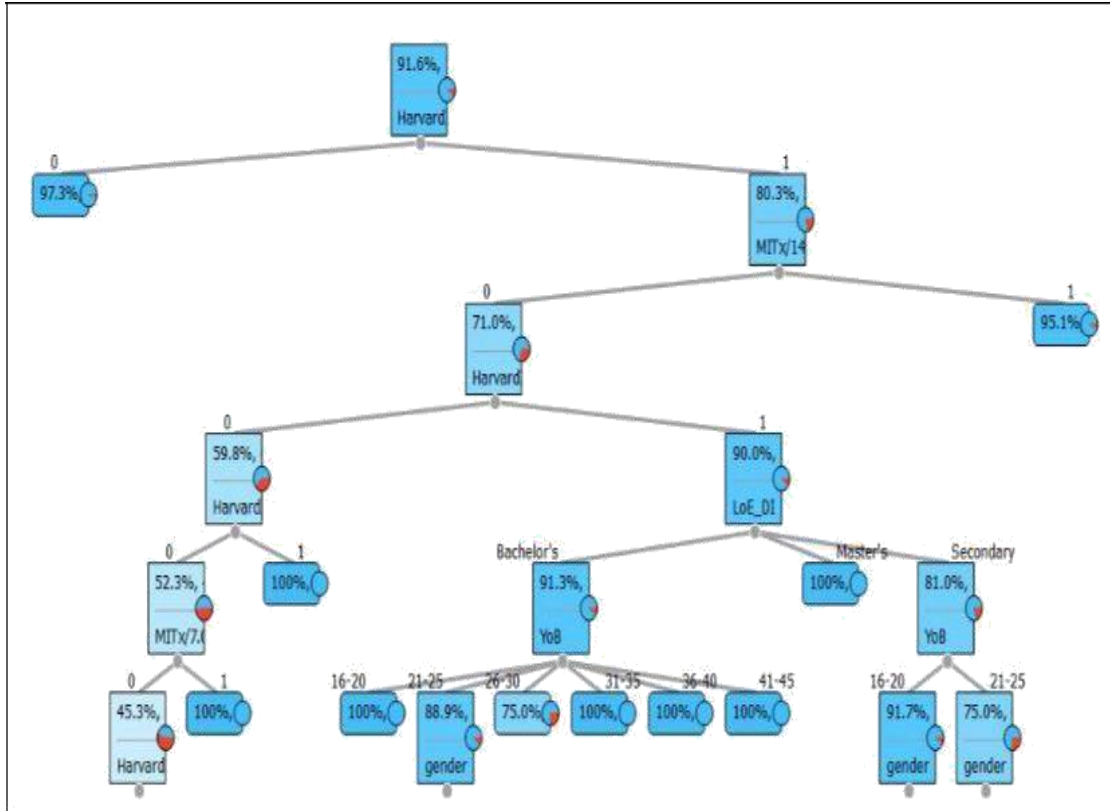 91.6%,
Harvard
0
1
97.3%,
80.3%,
MITx/14
0
1
71.0%,
95.1%
Harvard
0
1
59.8%,
90.0%,
Harvard
LoE_DI
0
1
Bachelor's
Master's
Secondary
52.3%,
100%,
91.3%,
100%,
81.0%,
MITx/7.0
YoB
YoB
0
1
16-20
21-25
26-30
31-35
36-40
41-45
16-20
21-25
45.3%,
100%,
100%,
88.9%,
75.0%
100%,
100%,
100%,
91.7%,
75.0%,
Harvard
gender
gender
gender